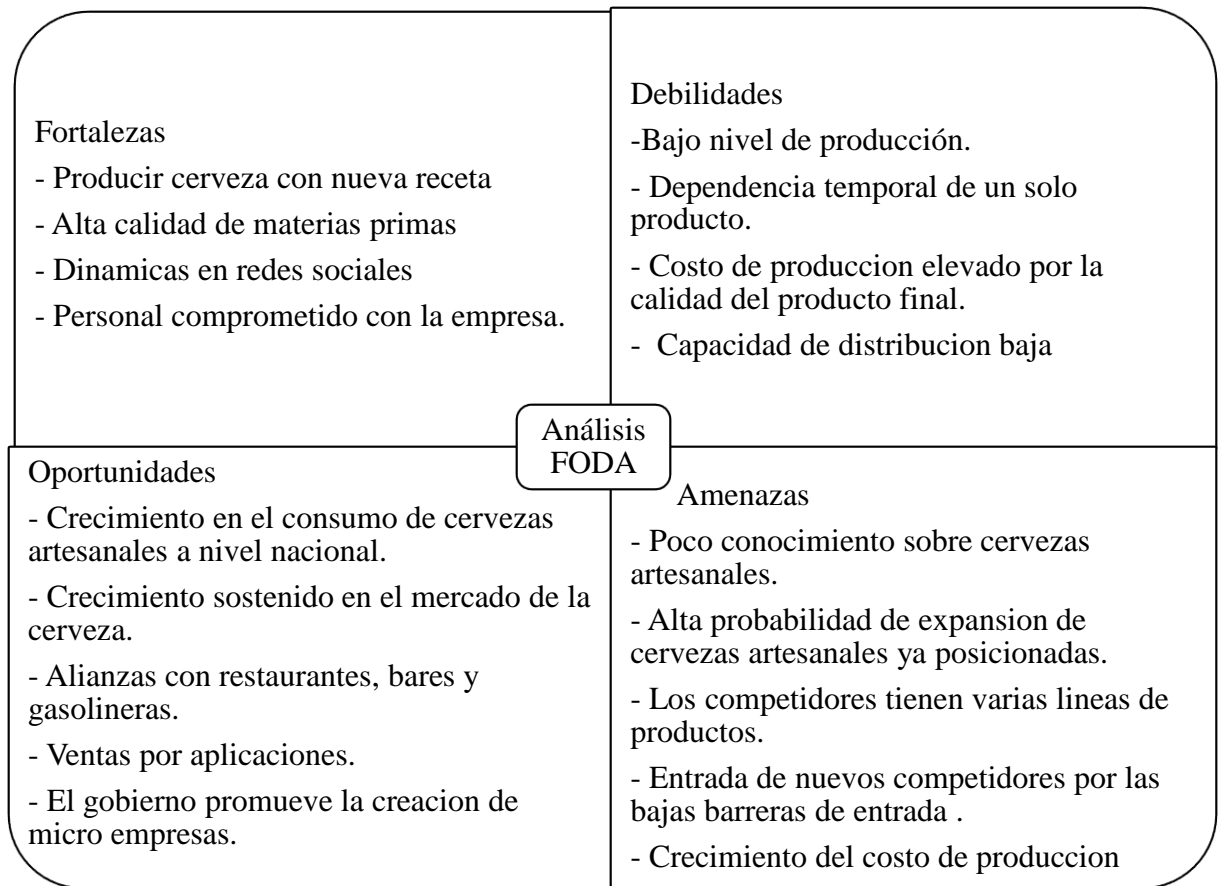 Fortalezas
- Producir cerveza con nueva receta
- Alta calidad de materias primas
- Dinamicas en redes sociales
- Personal comprometido con la empresa.
Debilidades
-Bajo nivel de producción.
- Dependencia temporal de un solo
producto.
- Costo de produccion elevado por la
calidad del producto final.
- Capacidad de distribucion baja
Análisis
FODA
Oportunidades
- Crecimiento en el consumo de cervezas
artesanales a nivel nacional.
- Crecimiento sostenido en el mercado de la
cerveza.
- Alianzas con restaurantes, bares y
gasolineras.
- Ventas por aplicaciones.
- El gobierno promueve la creacion de
micro empresas.
Amenazas
- Poco conocimiento sobre cervezas
artesanales.
- Alta probabilidad de expansion de
cervezas artesanales ya posicionadas.
- Los competidores tienen varias lineas de
productos.
- Entrada de nuevos competidores por las
bajas barreras de entrada .
- Crecimiento del costo de produccion